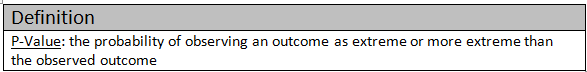 Definition
P-Value: the probability of observing an outcome as extreme or more extreme than
the observed outcome